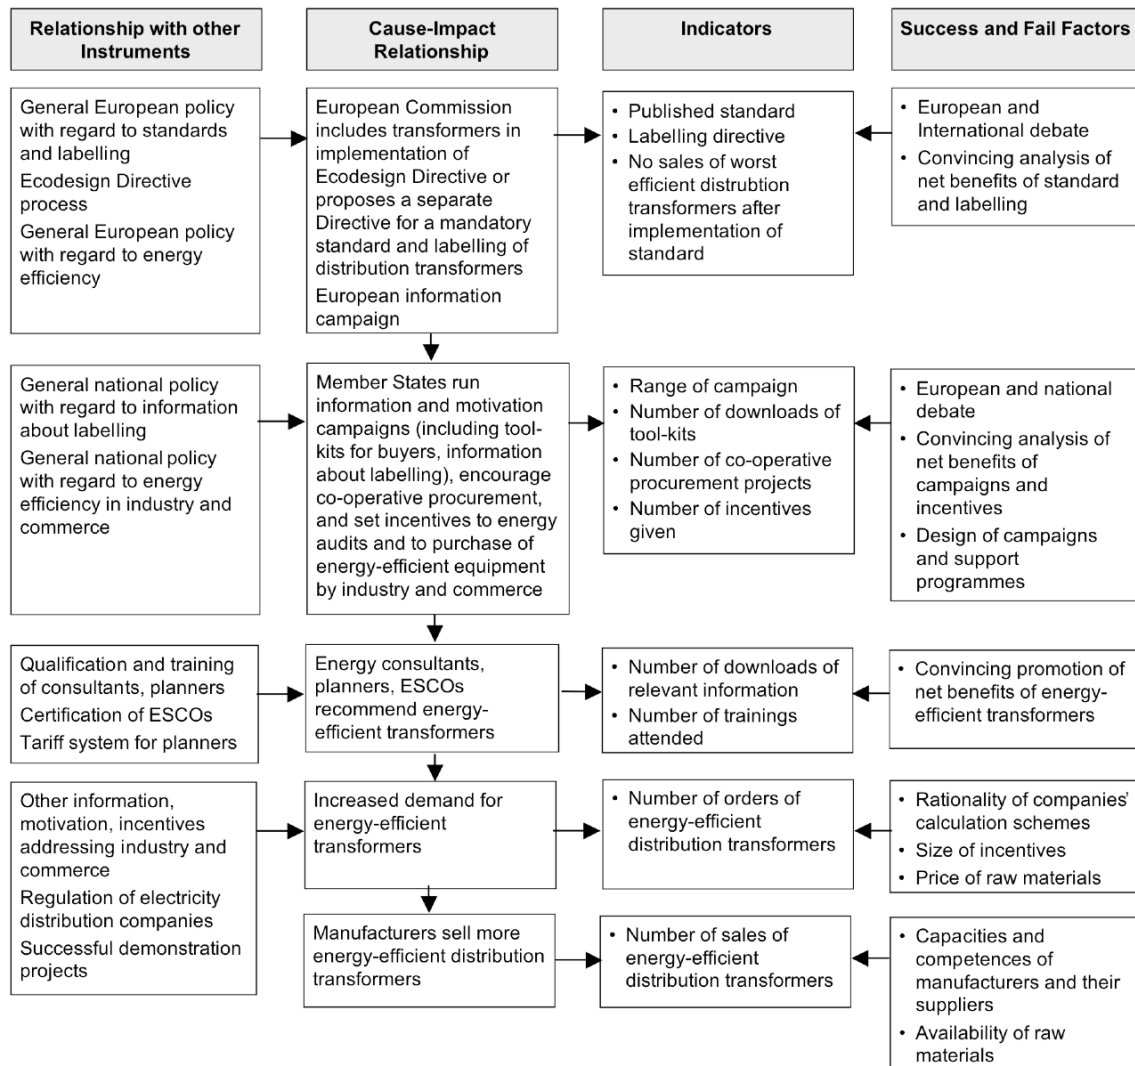 Relationship with other
Instruments
Cause-Impact
Relationship
Indicators
Success and Fail Factors
General European policy
with regard to standards
and labelling
Ecodesign Directive
process
General European policy
with regard to energy
efficiency
European Commission
includes transformers in
implementation of
Ecodesign Directive or
proposes a separate
Directive for a mandatory
standard and labelling of
distribution transformers
European information
campaign
• Published standard
• Labelling directive
• No sales of worst
efficient distrubtion
transformers after
implementation of
standard
• European and
International debate
• Convincing analysis of
net benefits of standard
and labelling
General national policy
with regard to information
about labelling
General national policy
with regard to energy
efficiency in industry and
commerce
Member States run
information and motivation
campaigns (including tool-
kits for buyers, information
about labelling), encourage
co-operative procurement,
and set incentives to energy
audits and to purchase of
energy-efficient equipment
by industry and commerce
• Range of campaign
• Number of downloads of
tool-kits
• Number of co-operative
procurement projects
• Number of incentives
given
• European and national
debate
• Convincing analysis of
net benefits of
campaigns and
incentives
• Design of campaigns
and support
programmes
Qualification and training
of consultants, planners
Certification of ESCOs
Tariff system for planners
Energy consultants,
planners, ESCOs
recommend energy-
efficient transformers
• Number of downloads of
relevant information
• Number of trainings
attended
• Convincing promotion of
net benefits of energy-
efficient transformers
Other information,
motivation, incentives
addressing industry and
commerce
Regulation of electricity
distribution companies
Successful demonstration
projects
Increased demand for
energy-efficient
transformers
• Number of orders of
energy-efficient
distribution transformers
• Rationality of companies'
calculation schemes
• Size of incentives
• Price of raw materials
Manufacturers sell more
energy-efficient distribution
transformers
• Number of sales of
energy-efficient
distribution transformers
• Capacities and
competences of
manufacturers and their
suppliers
• Availability of raw
materials